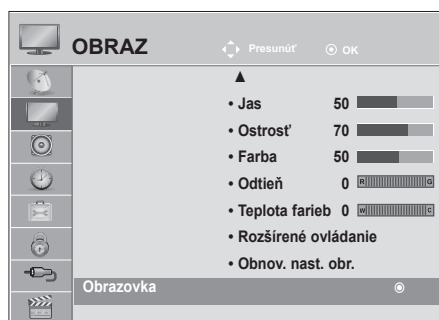 OBRAZ
Presunúť
OK
▲
• Jas 50
• Ostrosť 70
• Farba 50
• Odtieň 0 R G
• Teplota farieb 0 W C
• Rozšírené ovládanie
• Obnov. nast. obr.
Obrazovka